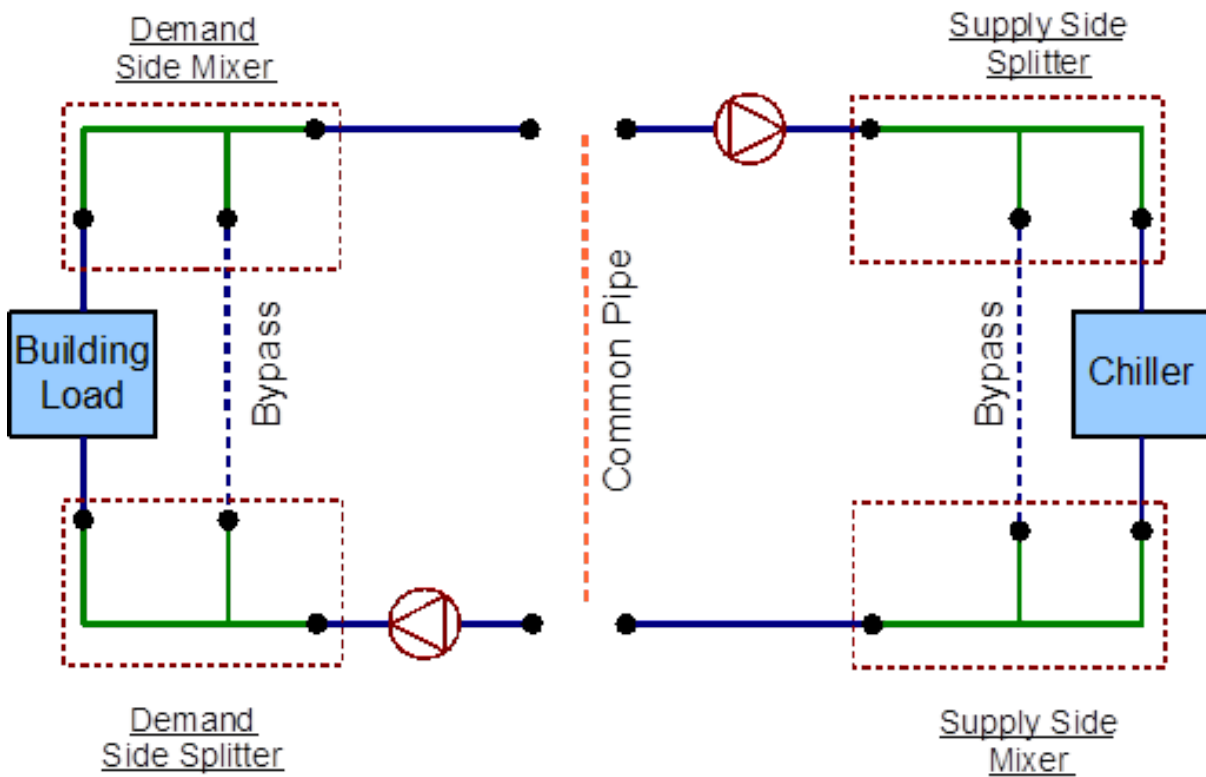 Demand
Side Mixer
Supply Side
Splitter
Building
Load
Bypass
Common Pipe
Bypass
Chiller
Demand
Side Splitter
Supply Side
Mixer